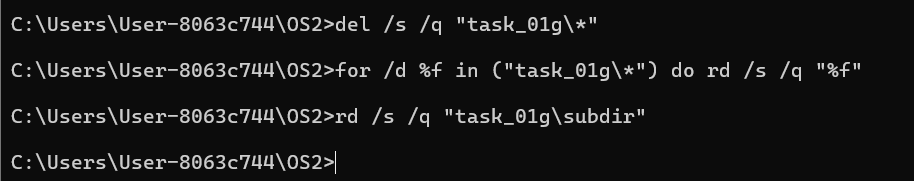 C:\Users\User-8063c744\OS2>del /s /q "task_01g\*"
C:\Users\User-8063c744\OS2>for /d %f in ("task_01g\*") do rd /s /q "%f"
C:\Users\User-8063c744\OS2>rd /s /q "task_01g\subdir"
C:\Users\User-8063c744\OS2>